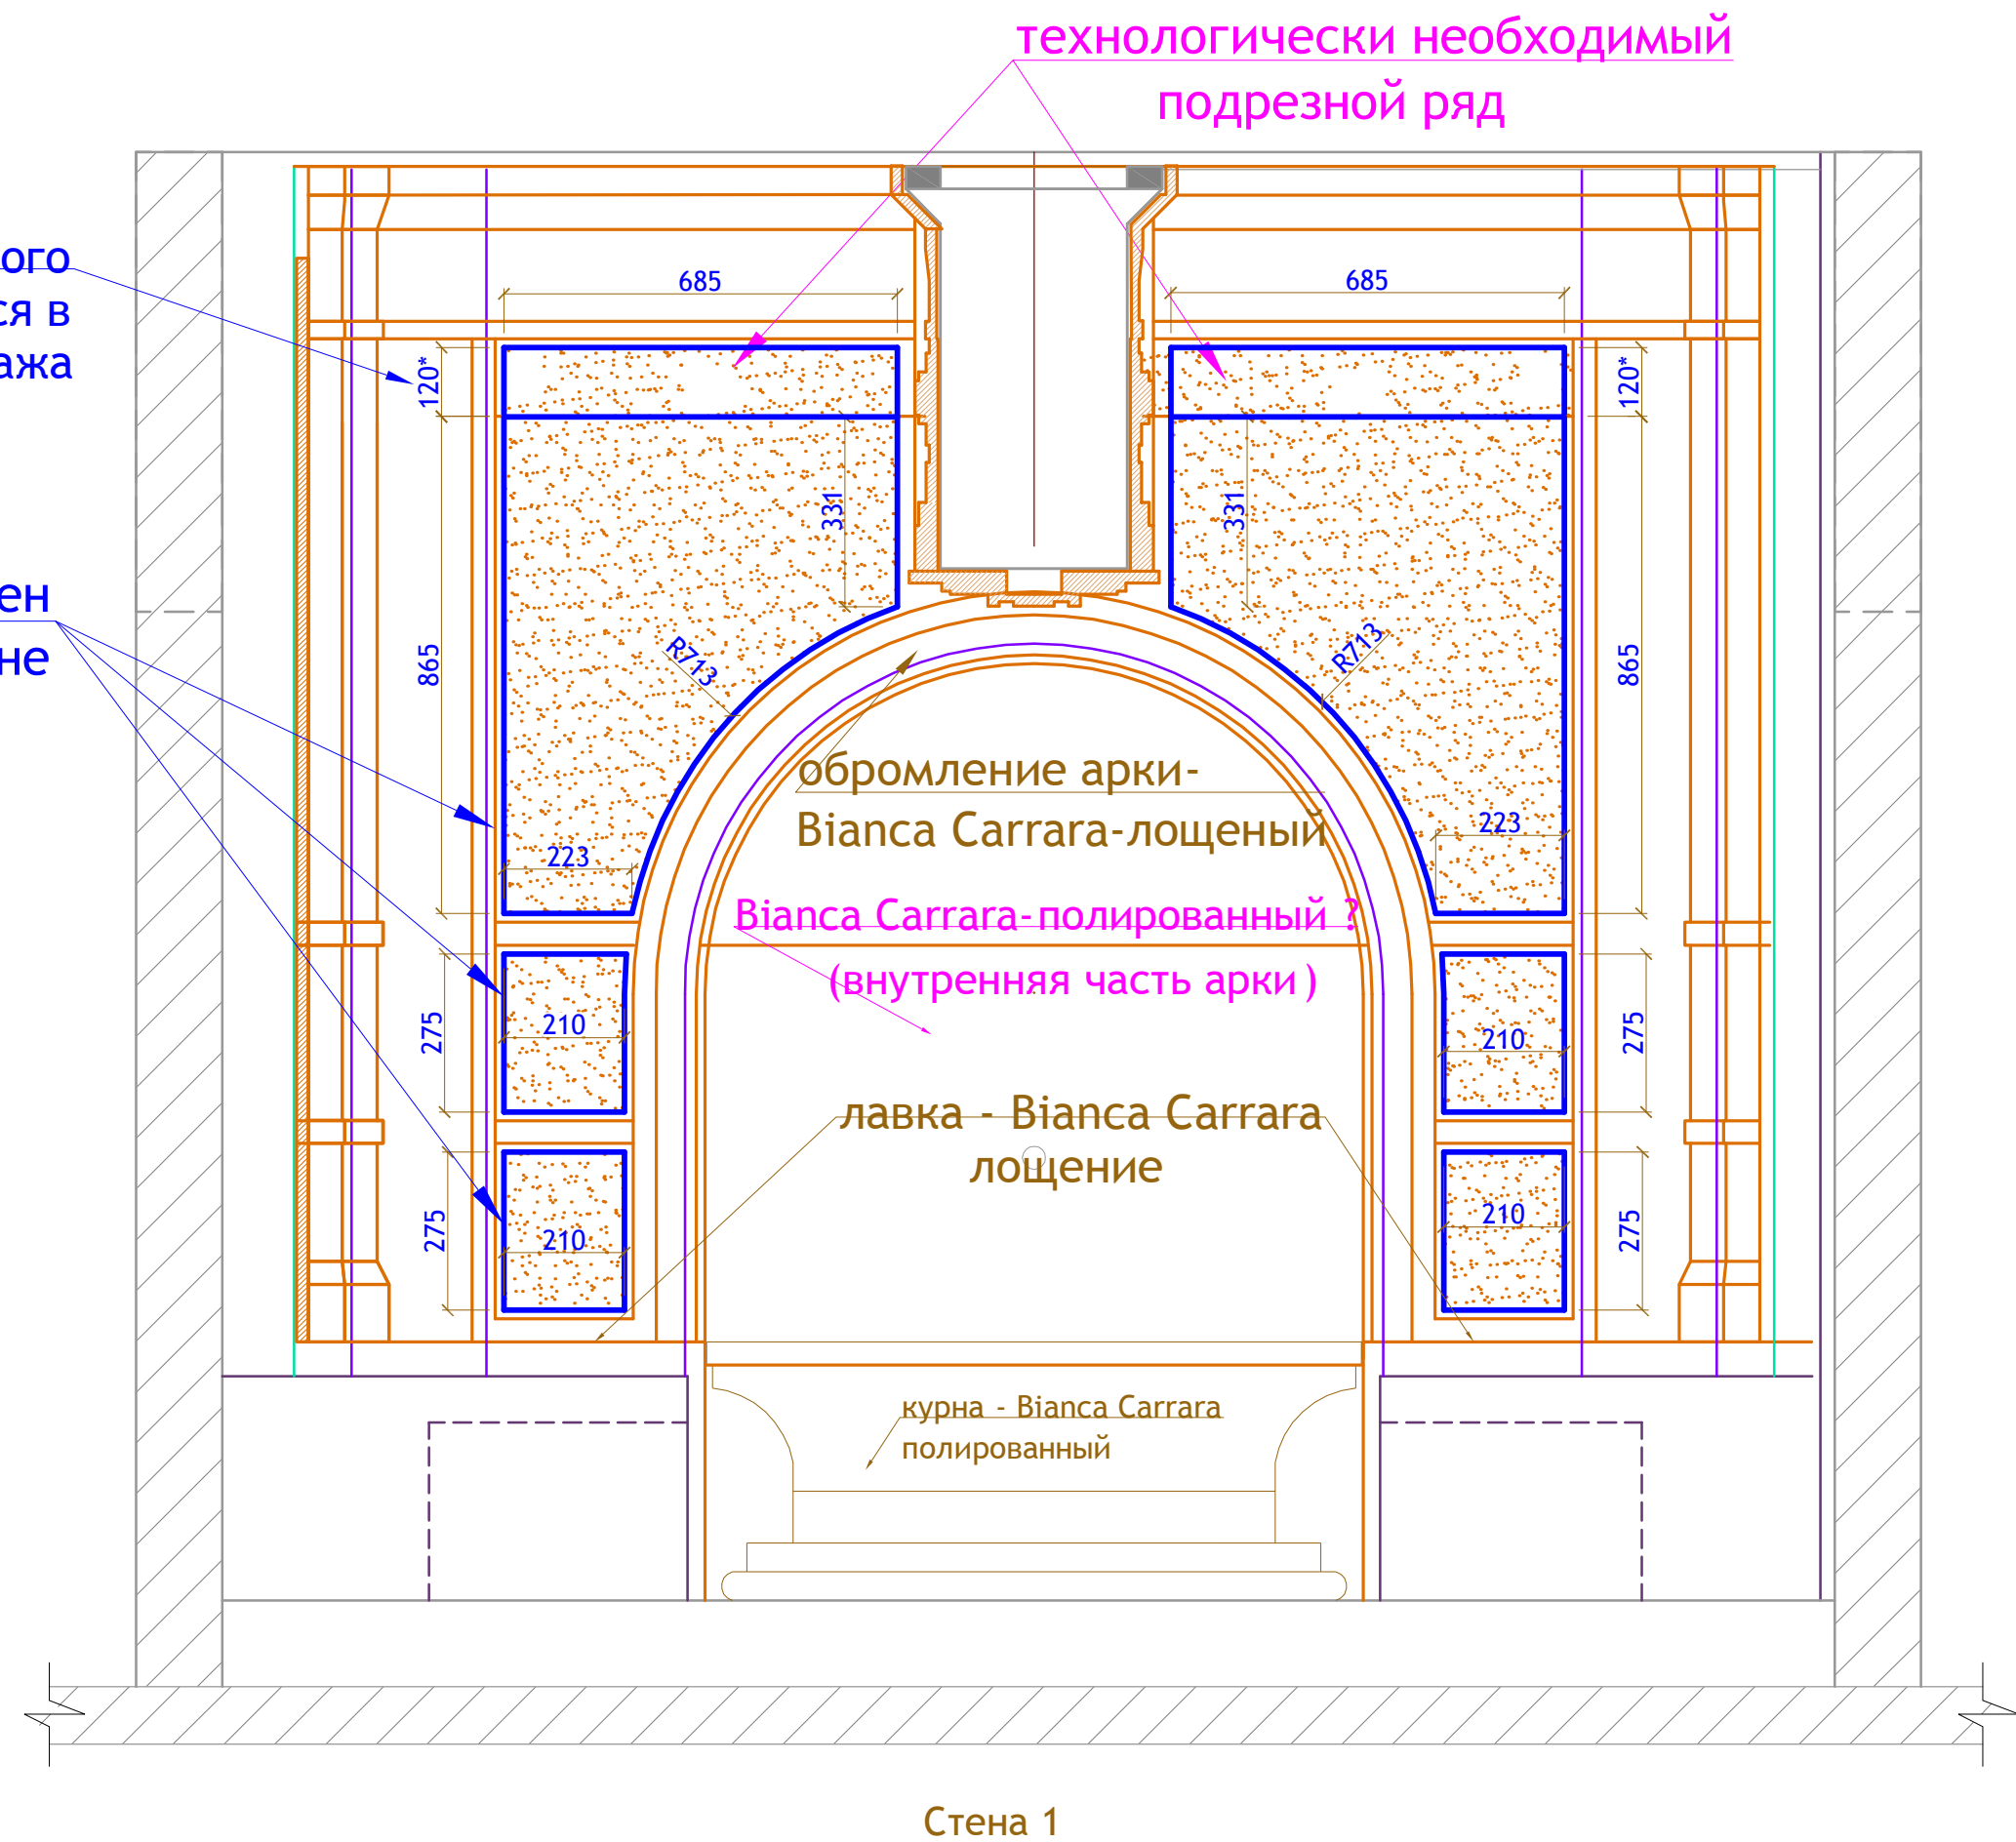 технологически необходимый
подрезной ряд
ого
ся в
ажа
685
685
120*
120*
331
331
ен
не
865
R713
R713
865
обромление арки-
Bianca Carrara-лощеный
223
223
Bianca Carrara-полированный ?
(внутренняя часть арки)
275
210
210
275
лавка - Bianca Carrara
лощение
275
210
210
275
курна - Bianca Carrara
полированный
Стена 1